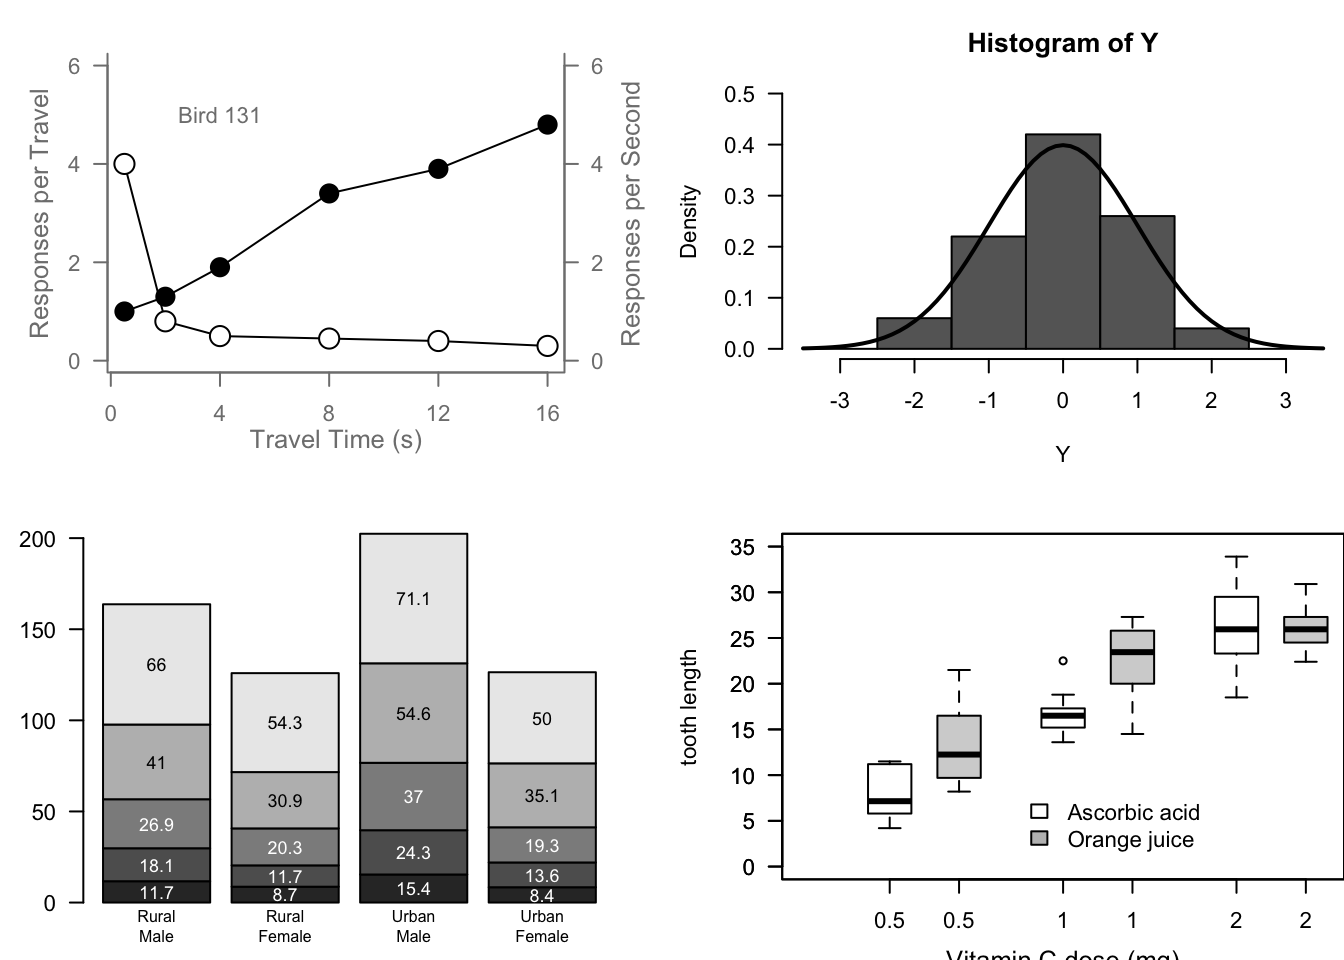 Bird 131
Responses per Travel
Responses per Second
6
4
2
0
6
4
2
0
0 4 8 12 16
Travel Time (s)
Histogram of Y
Density
0.5
0.4
0.3
0.2
0.1
0.0
-3 -2 -1 0 1 2 3
Y
200
150
100
50
0
66
41
26.9
18.1
11.7
54.3
30.9
20.3
11.7
8.7
71.1
54.6
37
24.3
15.4
50
35.1
19.3
13.6
8.4
Rural
Male
Rural
Female
Urban
Male
Urban
Female
tooth length
35
30
25
20
15
10
5
0
Ascorbic acid
Orange juice
0.5 0.5 1 1 2 2
Vitamin C dose (mg)